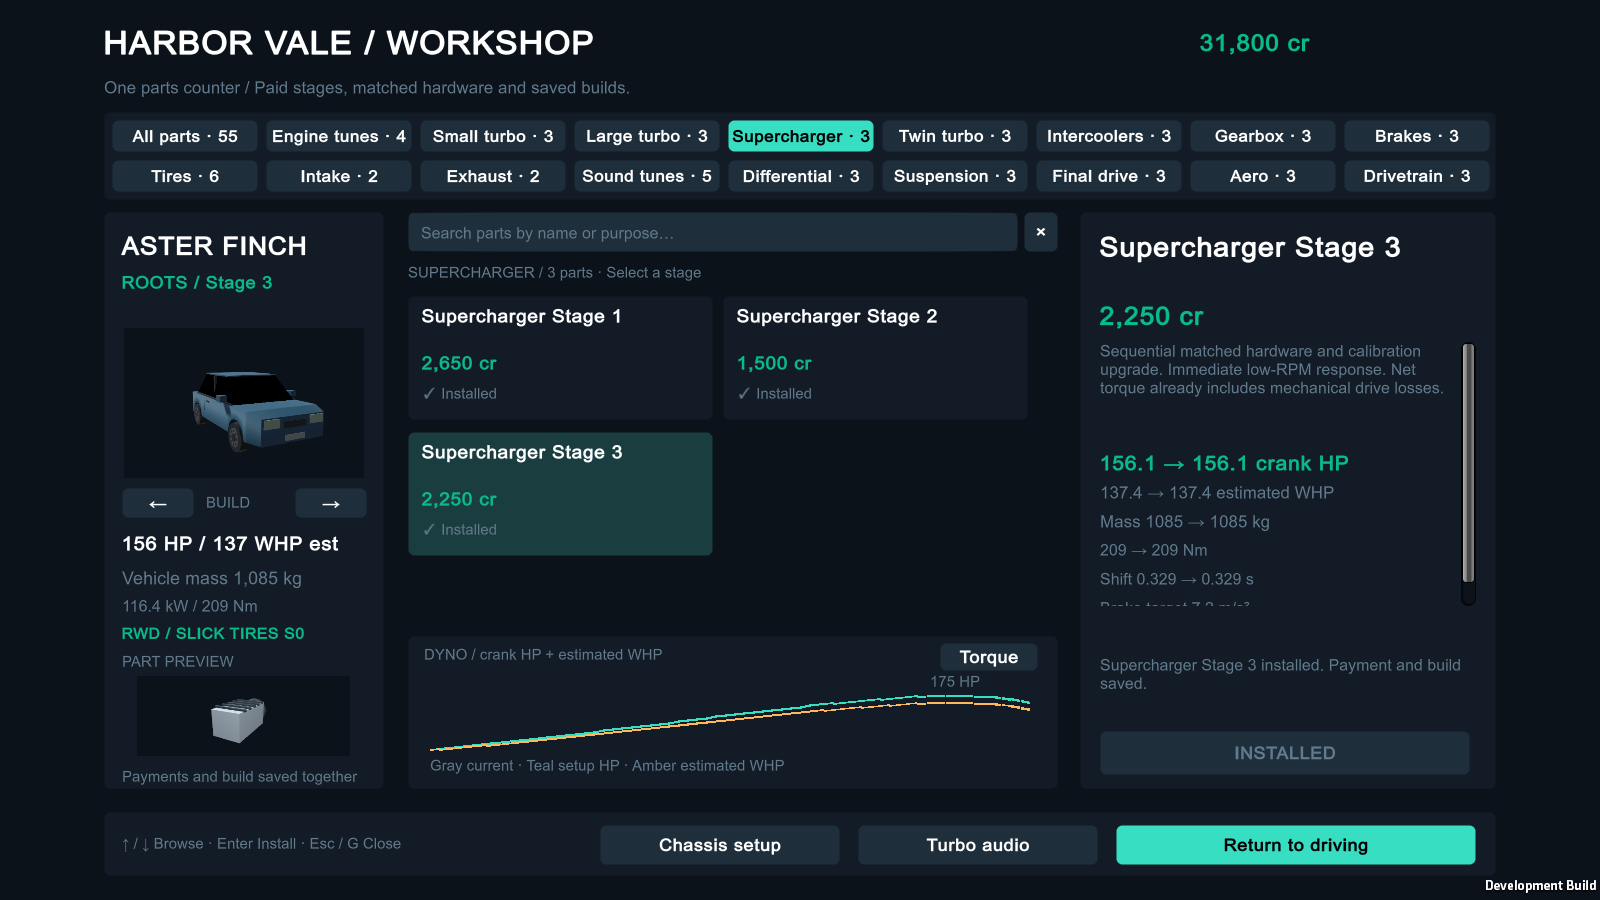 HARBOR VALE / WORKSHOP
31,800 cr
One parts counter / Paid stages, matched hardware and saved builds.
All parts · 55
Engine tunes · 4
Small turbo · 3
Large turbo · 3
Supercharger · 3
Twin turbo · 3
Intercoolers · 3
Gearbox · 3
Brakes · 3
Tires · 6
Intake · 2
Exhaust · 2
Sound tunes · 5
Differential · 3
Suspension · 3
Final drive · 3
Aero · 3
Drivetrain · 3
ASTER FINCH
ROOTS / Stage 3
← BUILD →
156 HP / 137 WHP est
Vehicle mass 1,085 kg
116.4 kW / 209 Nm
RWD / SLICK TIRES S0
PART PREVIEW
Payments and build saved together
Search parts by name or purpose...
×
SUPERCHARGER / 3 parts · Select a stage
Supercharger Stage 1
2,650 cr
✓ Installed
Supercharger Stage 2
1,500 cr
✓ Installed
Supercharger Stage 3
2,250 cr
✓ Installed
DYNO / crank HP + estimated WHP
Torque
175 HP
Gray current · Teal setup HP · Amber estimated WHP
Supercharger Stage 3
2,250 cr
Sequential matched hardware and calibration
upgrade. Immediate low-RPM response. Net
torque already includes mechanical drive losses.
156.1 → 156.1 crank HP
137.4 → 137.4 estimated WHP
Mass 1085 → 1085 kg
209 → 209 Nm
Shift 0.329 → 0.329 s
Brake target 7.2 m/s²
Supercharger Stage 3 installed. Payment and build
saved.
INSTALLED
↑ / ↓ Browse · Enter Install · Esc / G Close
Chassis setup
Turbo audio
Return to driving
Development Build